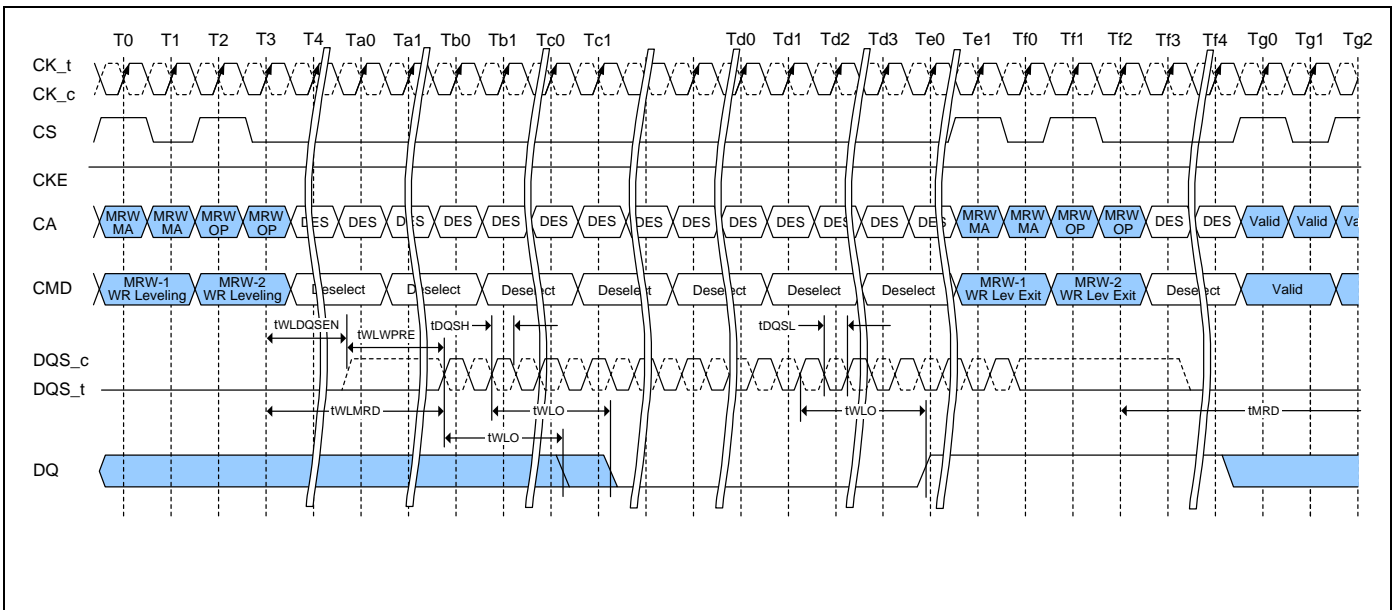 T0 T1 T2 T3 T4 Ta0 Ta1 Tb0 Tb1 Tc0 Tc1 Td0 Td1 Td2 Td3 Te0 Te1 Tf0 Tf1 Tf2 Tf3 Tf4 Tg0 Tg1 Tg2
CK_t
CK_c
CS
CKE
CA
MRW MRW MRW MRW
MA MA OP OP
DES DES DES DES DES DES DES DES DES DES DES DES DES DES
MRW MRW MRW MRW
MA MA OP OP
DES DES Valid Valid Va
CMD
MRW-1
WR Leveling
MRW-2
WR Leveling
Deselect Deselect Deselect Deselect Deselect Deselect Deselect
MRW-1
WR Lev Exit
MRW-2
WR Lev Exit
Deselect Valid
tWLDQSEN tWLWPRE tDQSH tDQSL
DQS_c
DQS_t
tWLMRD tWLO tWLO tMRD
tWLO
DQ